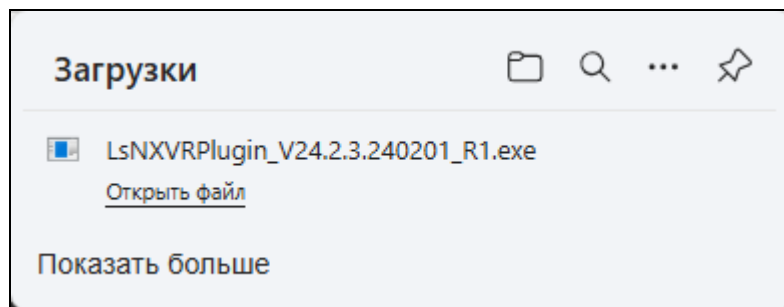 Загрузки
LsNXVRPlugin_V24.2.3.240201_R1.exe
Открыть файл
Показать больше